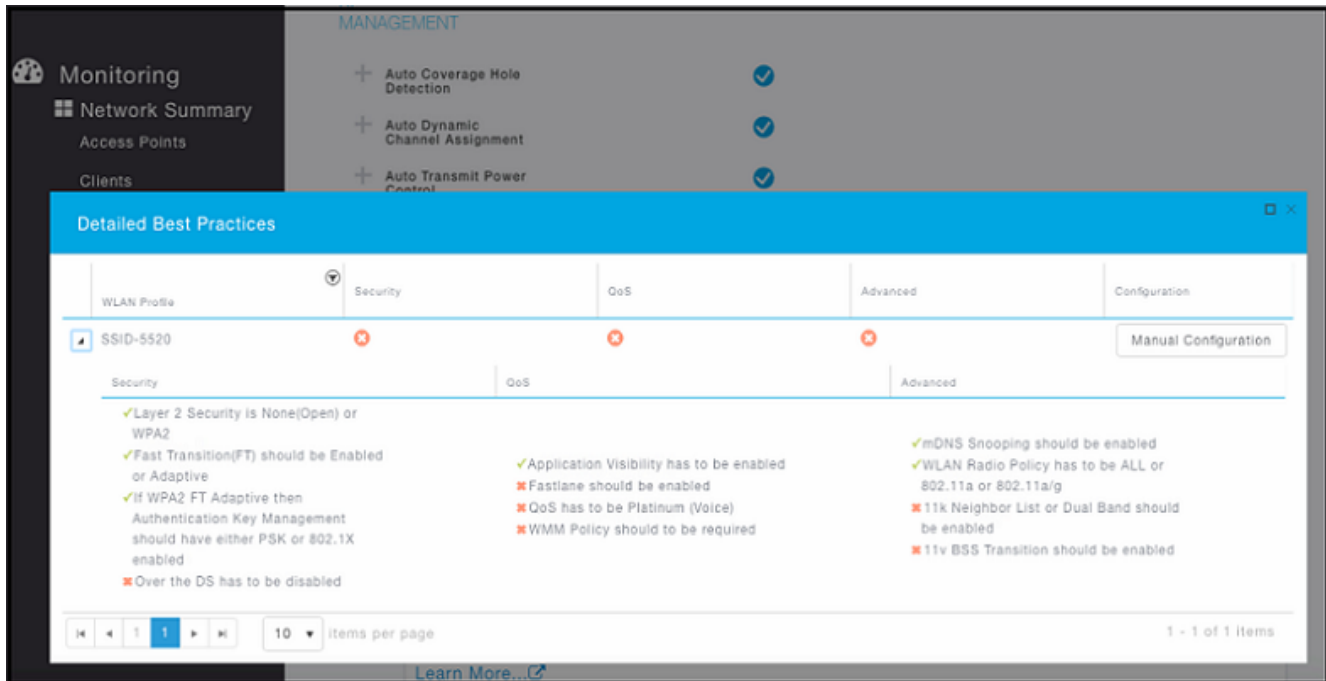 MANAGEMENT
Monitoring
Network Summary
Access Points
Clients
Auto Coverage Hole
Detection
Auto Dynamic
Channel Assignment
Auto Transmit Power
Control
Detailed Best Practices
WLAN Profile
Security
QoS
Advanced
Configuration
SSID-5520
Manual Configuration
Security
QoS
Advanced
Layer 2 Security is None(Open) or
WPA2
Fast Transition(FT) should be Enabled
or Adaptive
If WPA2 FT Adaptive then
Authentication Key Management
should have either PSK or 802.1X
enabled
Over the DS has to be disabled
Application Visibility has to be enabled
Fastlane should be enabled
QoS has to be Platinum (Voice)
WMM Policy should to be required
mDNS Snooping should be enabled
WLAN Radio Policy has to be ALL or
802.11a or 802.11a/g
11k Neighbor List or Dual Band should
be enabled
11v BSS Transition should be enabled
1
1
10
items per page
1 - 1 of 1 items
Learn More...